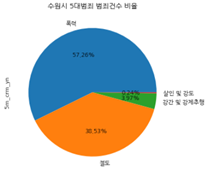 수원시 5대범죄 범죄건수 비율
폭력
57.26%
5m_crm_yn
0.24%
살인 및 강도
3.97%
강간 및 강제추행
38.53%
절도